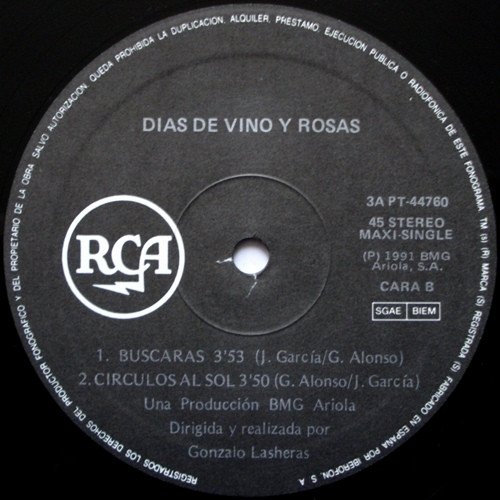 DIAS DE VINO Y ROSAS
3A PT-44760
45 STEREO
MAXI-SINGLE
(P) 1991 BMG
Ariola, S.A.
CARA B
SGAE BIEM
RCA
1. BUSCARAS 3'53 (J. García/G. Alonso)
2. CIRCULOS AL SOL 3'50 (G. Alonso/J. García)
Una Producción BMG Ariola
Dirigida y realizada por
Gonzalo Lasheras
REGISTRADOS LOS DERECHOS DEL PRODUCTOR FONOGRAFICO Y DEL PROPIETARIO DE LA OBRA. SALVO AUTORIZACION, QUEDA PROHIBIDA LA DUPLICACION, ALQUILER, PRESTAMO, EJECUCION PUBLICA O RADIOFONICA DE ESTE FONOGRAMA. TM (S) (R) MARCA (S) REGISTRADA (S) FABRICADO EN ESPAÑA POR IBEROFON, S. A.